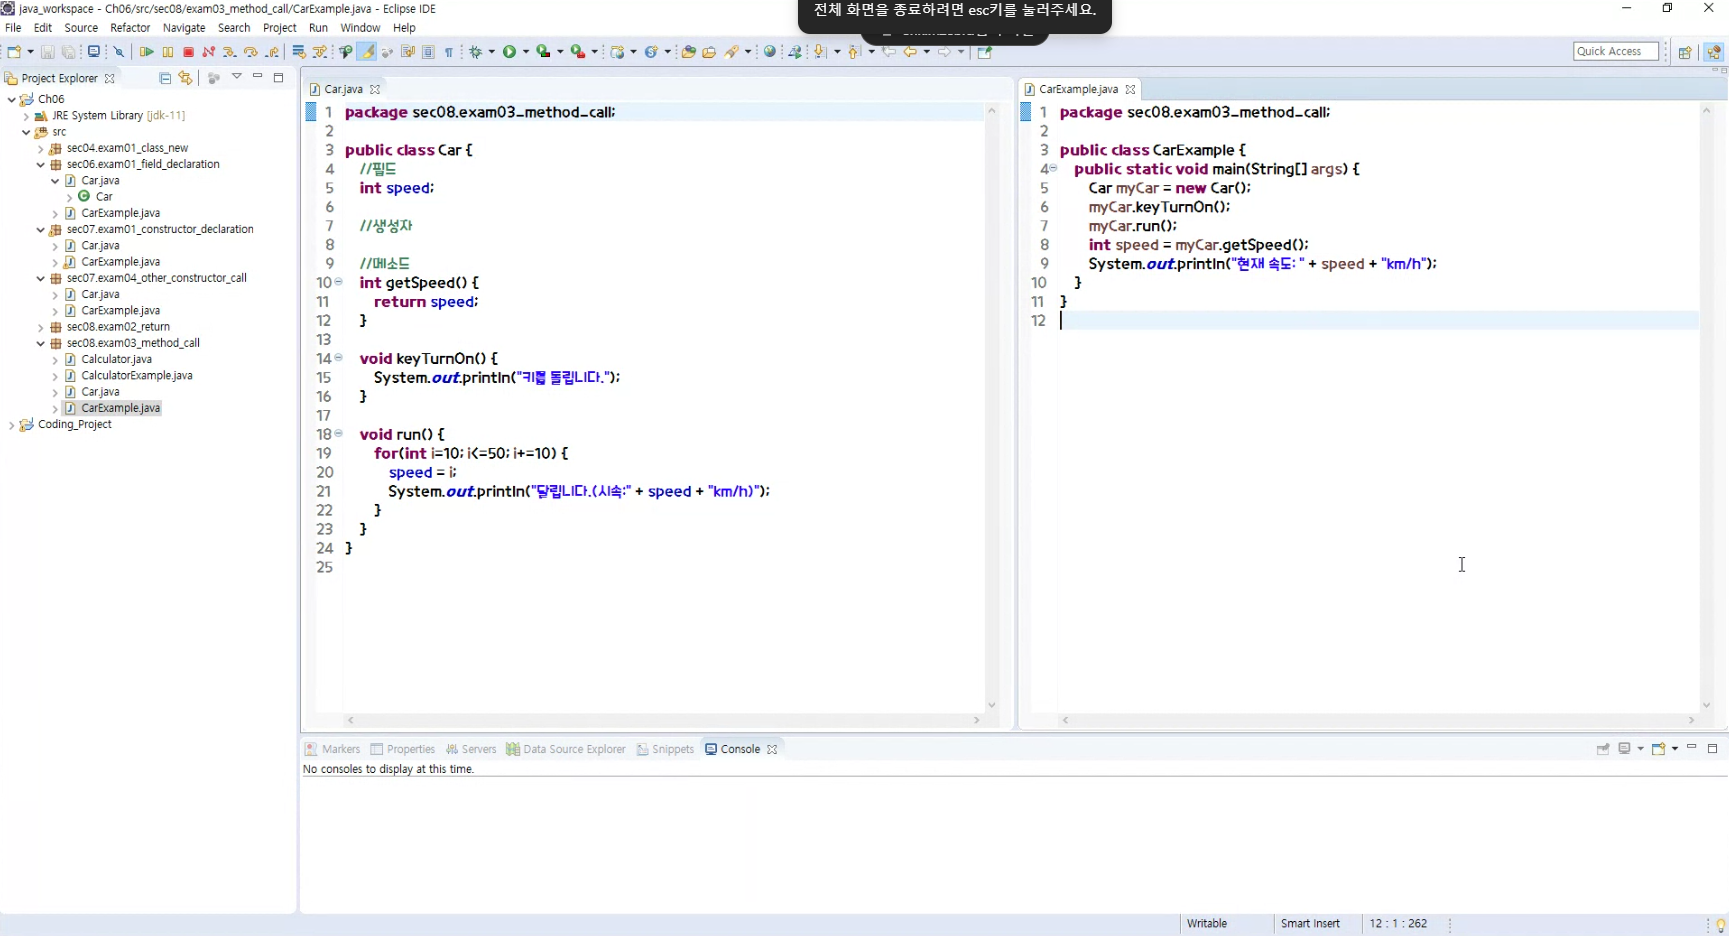 java_workspace - Ch06/src/sec08/exam03_method_call/CarExample.java - Eclipse IDE
전체 화면을 종료하려면 esc키를 눌러주세요.
File Edit Source Refactor Navigate Search Project Run Window Help
Quick Access
Project Explorer
Ch06
JRE System Library [jdk-11]
src
sec04.exam01_class_new
sec06.exam01_field_declaration
Car.java
Car
CarExample.java
sec07.exam01_constructor_declaration
Car.java
CarExample.java
sec07.exam04_other_constructor_call
Car.java
CarExample.java
sec08.exam02_return
sec08.exam03_method_call
Calculator.java
CalculatorExample.java
Car.java
CarExample.java
Coding_Project
Car.java
1 package sec08.exam03_method_call;
2
3 public class Car {
4 //필드
5 int speed;
6
7 //생성자
8
9 //메소드
10 int getSpeed() {
11 return speed;
12 }
13
14 void keyTurnOn() {
15 System.out.println("키를 돌립니다.");
16 }
17
18 void run() {
19 for(int i=10; i<=50; i+=10) {
20 speed = i;
21 System.out.println("달립니다.(시속:" + speed + "km/h)");
22 }
23 }
24 }
25
CarExample.java
1 package sec08.exam03_method_call;
2
3 public class CarExample {
4 public static void main(String[] args) {
5 Car myCar = new Car();
6 myCar.keyTurnOn();
7 myCar.run();
8 int speed = myCar.getSpeed();
9 System.out.println("현재 속도: " + speed + "km/h");
10 }
11 }
12
Markers Properties Servers Data Source Explorer Snippets Console
No consoles to display at this time.
Writable Smart Insert 12 : 1 : 262